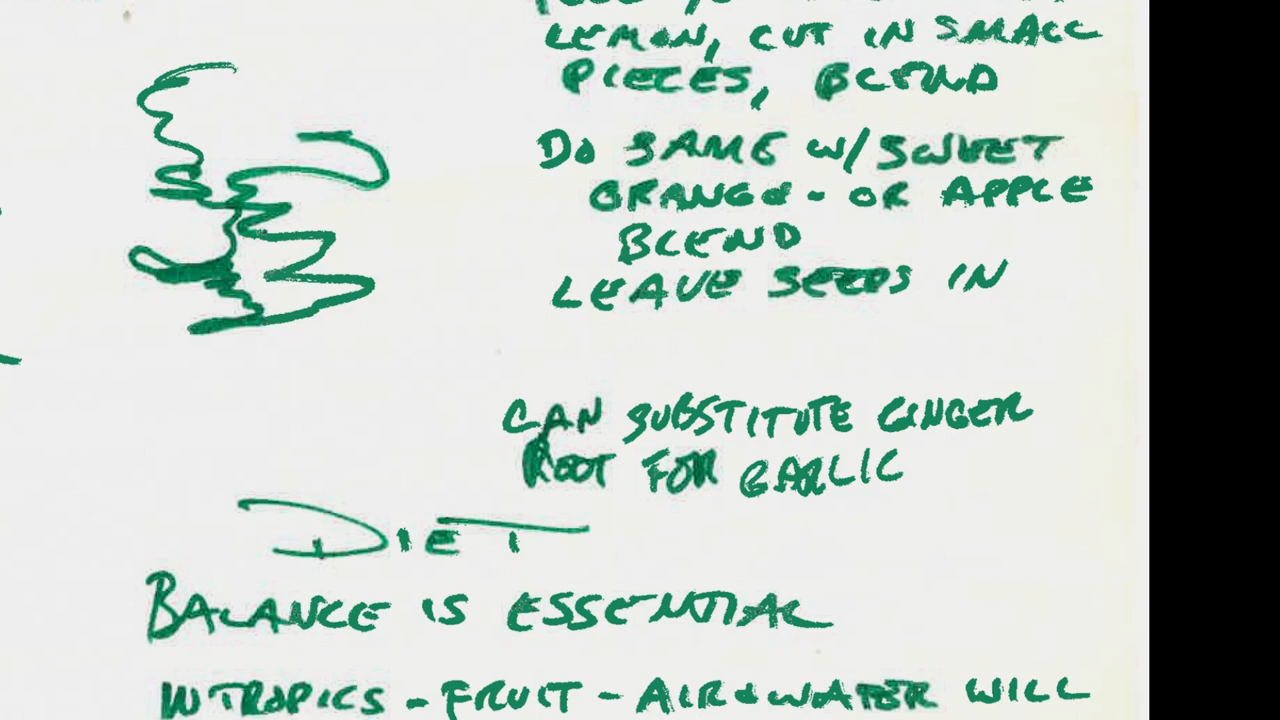 LEMON, CUT IN SMALL
PIECES, BLEND
DO SAME W/ SWEET
ORANGE - OR APPLE
BLEND
LEAVE SEEDS IN
CAN SUBSTITUTE GINGER
ROOT FOR GARLIC
DIET
BALANCE IS ESSENTIAL
IN TROPICS - FRUIT - AIR & WATER WILL